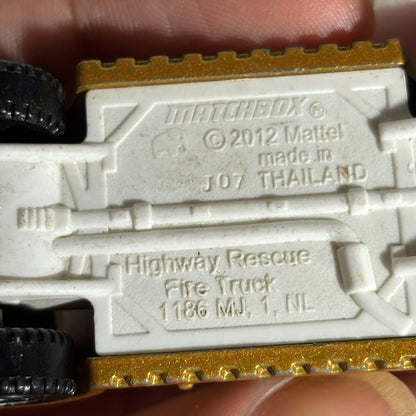 MATCHBOX®
© 2012 Mattel
made in
J07 THAILAND
Highway Rescue
Fire Truck
1186 MJ, 1, NL